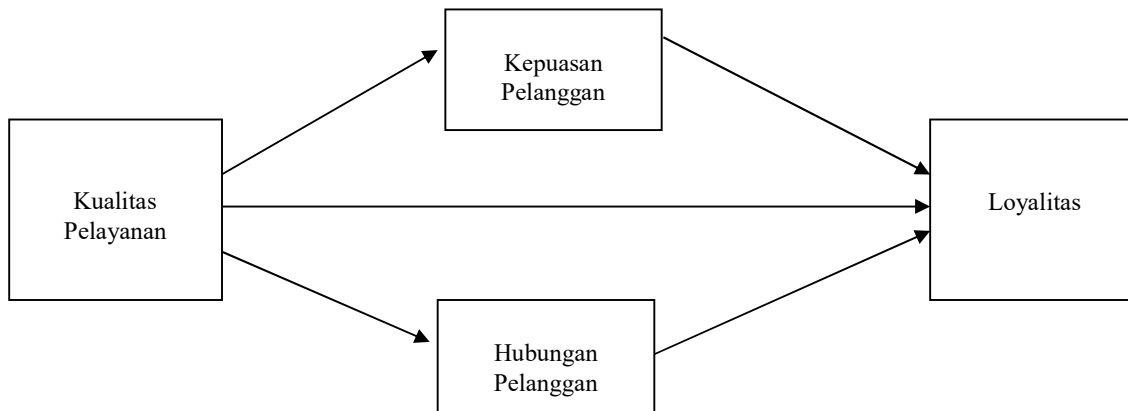 Kepuasan
Pelanggan
Kualitas
Pelayanan
Loyalitas
Hubungan
Pelanggan